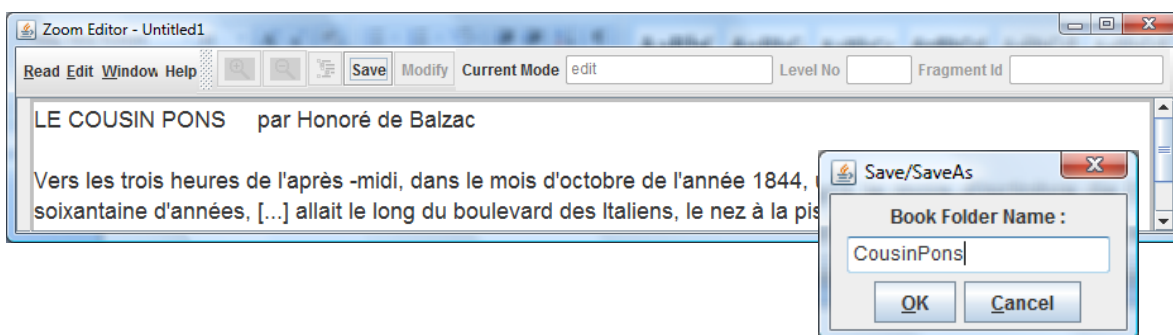 Zoom Editor - Untitled1
Read Edit Window Help Save Modify Current Mode edit Level No Fragment Id
LE COUSIN PONS par Honoré de Balzac
Vers les trois heures de l'après -midi, dans le mois d'octobre de l'année 1844,
soixantaine d'années, [...] allait le long du boulevard des Italiens, le nez à la
Save/SaveAs
Book Folder Name :
CousinPons
OK Cancel